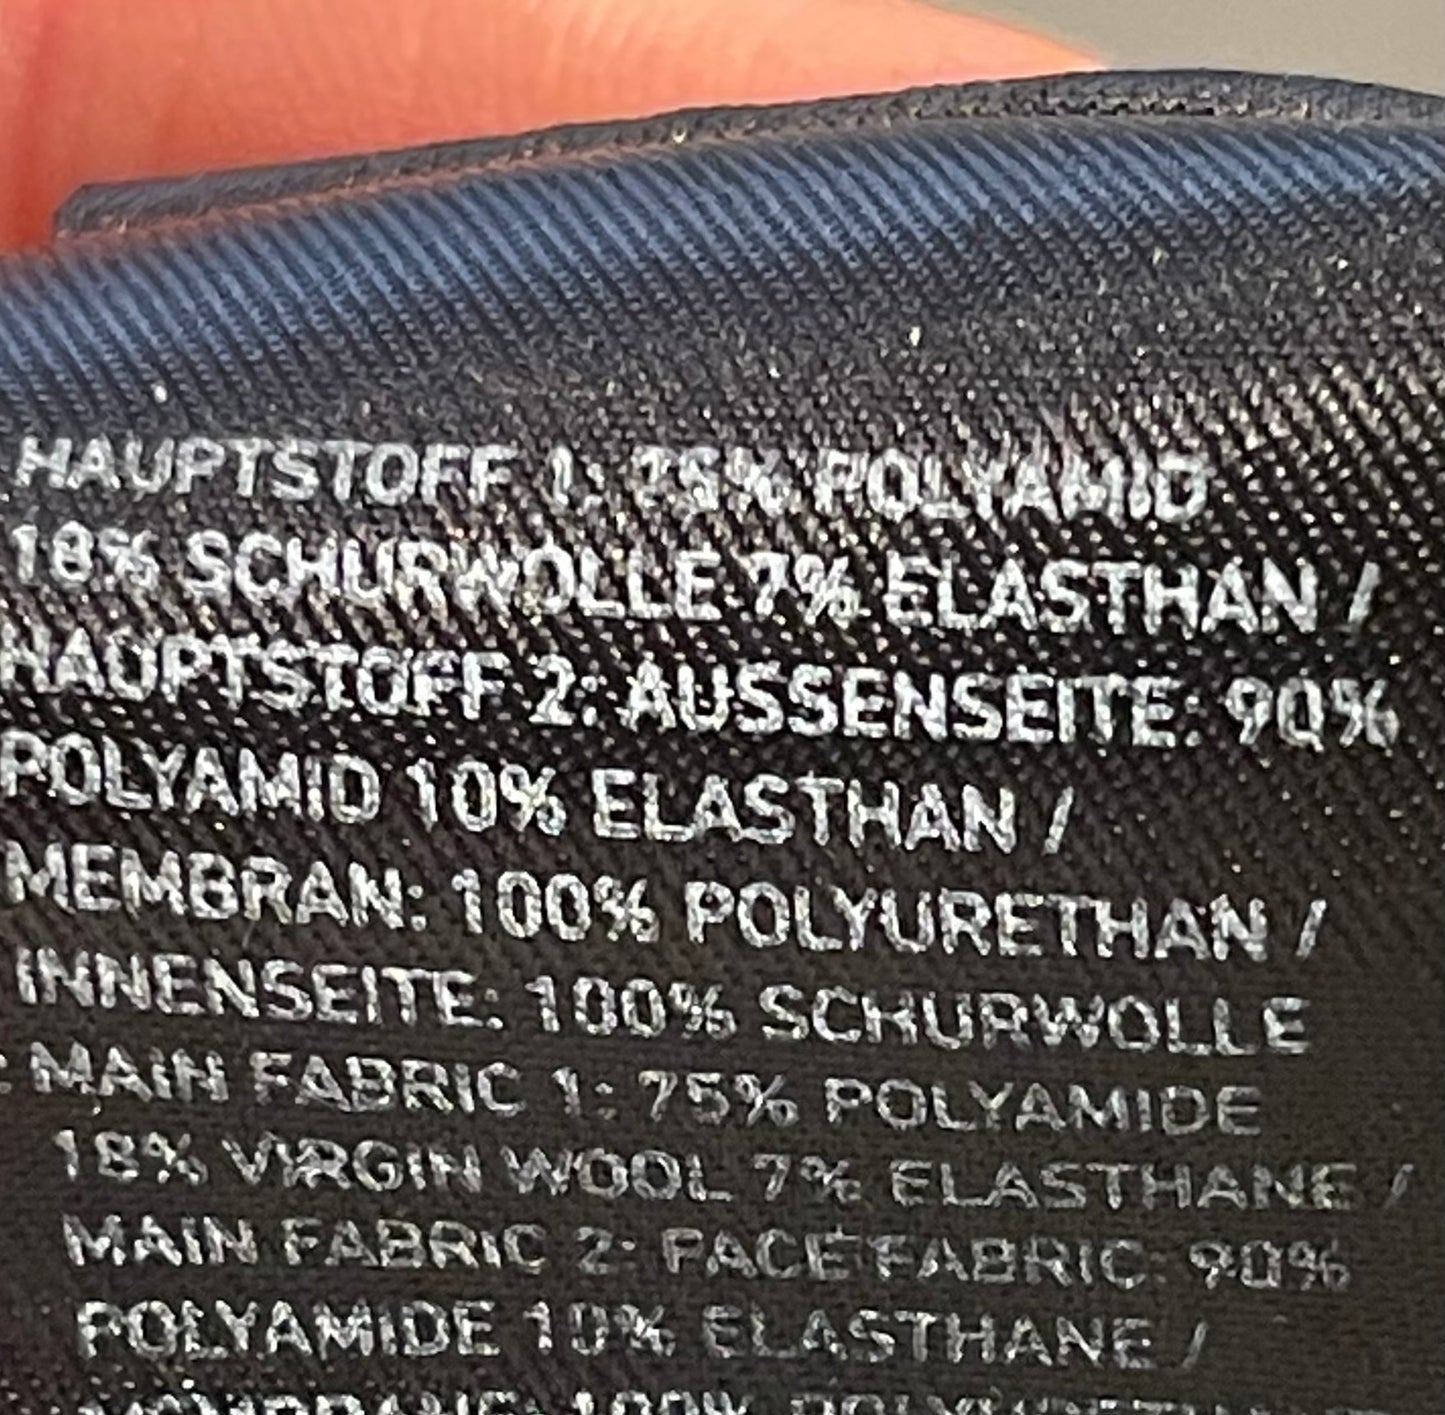 HAUPTSTOFF 1: 75% POLYAMID
18% SCHURWOLLE 7% ELASTHAN /
HAUPTSTOFF 2: AUSSENSEITE: 90%
POLYAMID 10% ELASTHAN /
MEMBRAN: 100% POLYURETHAN /
INNENSEITE: 100% SCHURWOLLE
MAIN FABRIC 1: 75% POLYAMIDE
18% VIRGIN WOOL 7% ELASTHANE /
MAIN FABRIC 2: FACE FABRIC: 90%
POLYAMIDE 10% ELASTHANE /
100%